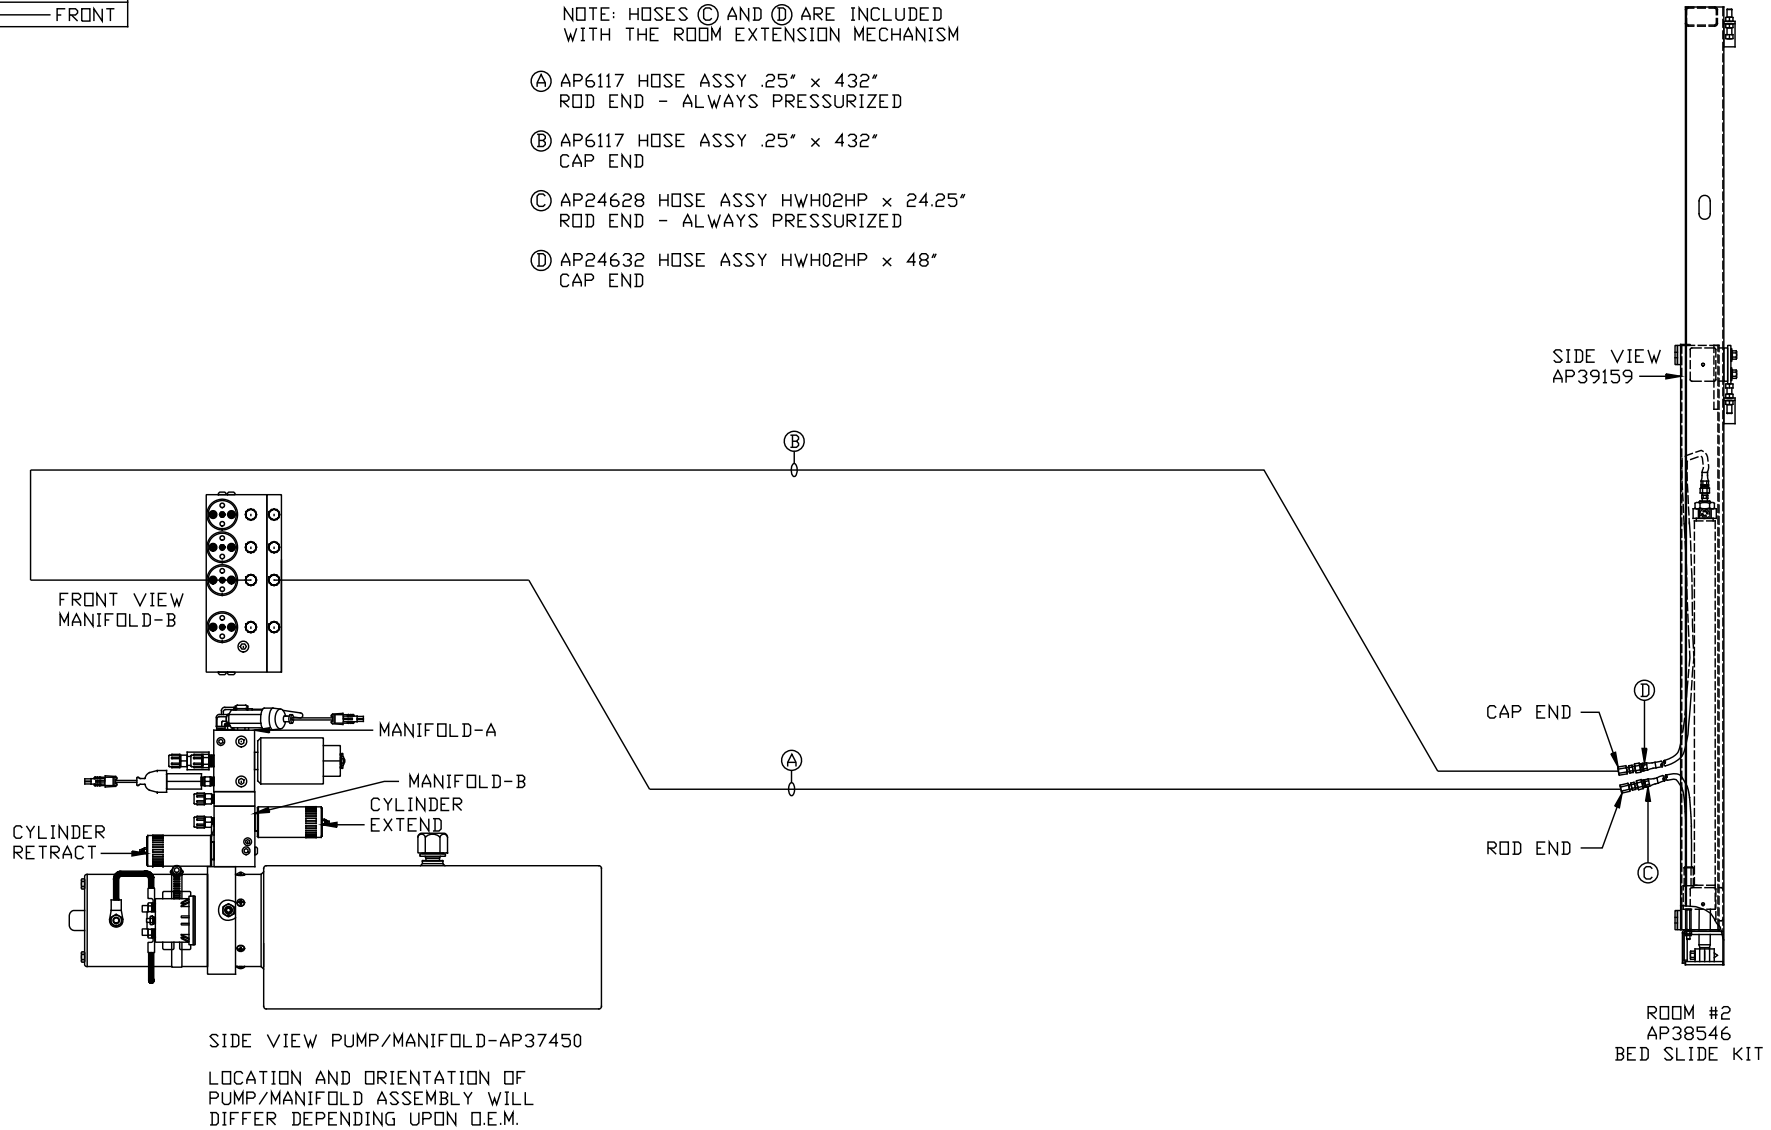 FRONT
NOTE: HOSES Ⓒ AND Ⓓ ARE INCLUDED
WITH THE ROOM EXTENSION MECHANISM
Ⓐ AP6117 HOSE ASSY .25" x 432"
ROD END - ALWAYS PRESSURIZED
Ⓑ AP6117 HOSE ASSY .25" x 432"
CAP END
Ⓒ AP24628 HOSE ASSY HWH02HP x 24.25"
ROD END - ALWAYS PRESSURIZED
Ⓓ AP24632 HOSE ASSY HWH02HP x 48"
CAP END
SIDE VIEW
AP39159
Ⓑ
FRONT VIEW
MANIFOLD-B
Ⓓ
CAP END
MANIFOLD-A
Ⓐ
MANIFOLD-B
CYLINDER
EXTEND
CYLINDER
RETRACT
ROD END
Ⓒ
SIDE VIEW PUMP/MANIFOLD-AP37450
LOCATION AND ORIENTATION OF
PUMP/MANIFOLD ASSEMBLY WILL
DIFFER DEPENDING UPON O.E.M.
ROOM #2
AP38546
BED SLIDE KIT